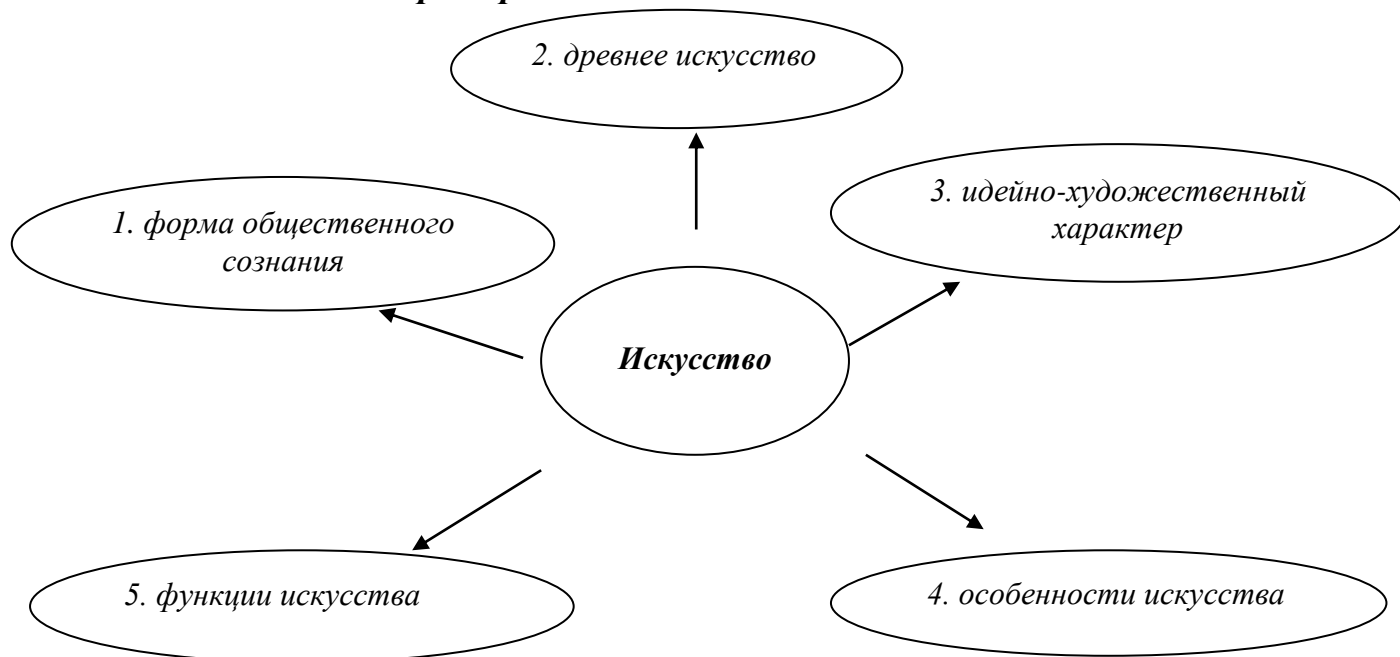 2. древнее искусство
3. идейно-художественный
характер
1. форма общественного
сознания
Искусство
5. функции искусства
4. особенности искусства